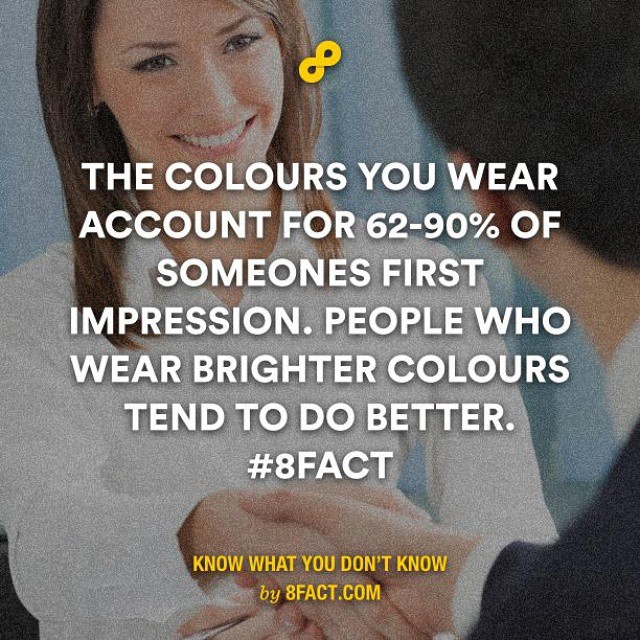 THE COLOURS YOU WEAR
ACCOUNT FOR 62-90% OF
SOMEONES FIRST
IMPRESSION. PEOPLE WHO
WEAR BRIGHTER COLOURS
TEND TO DO BETTER.
#8FACT
KNOW WHAT YOU DON'T KNOW
by 8FACT.COM